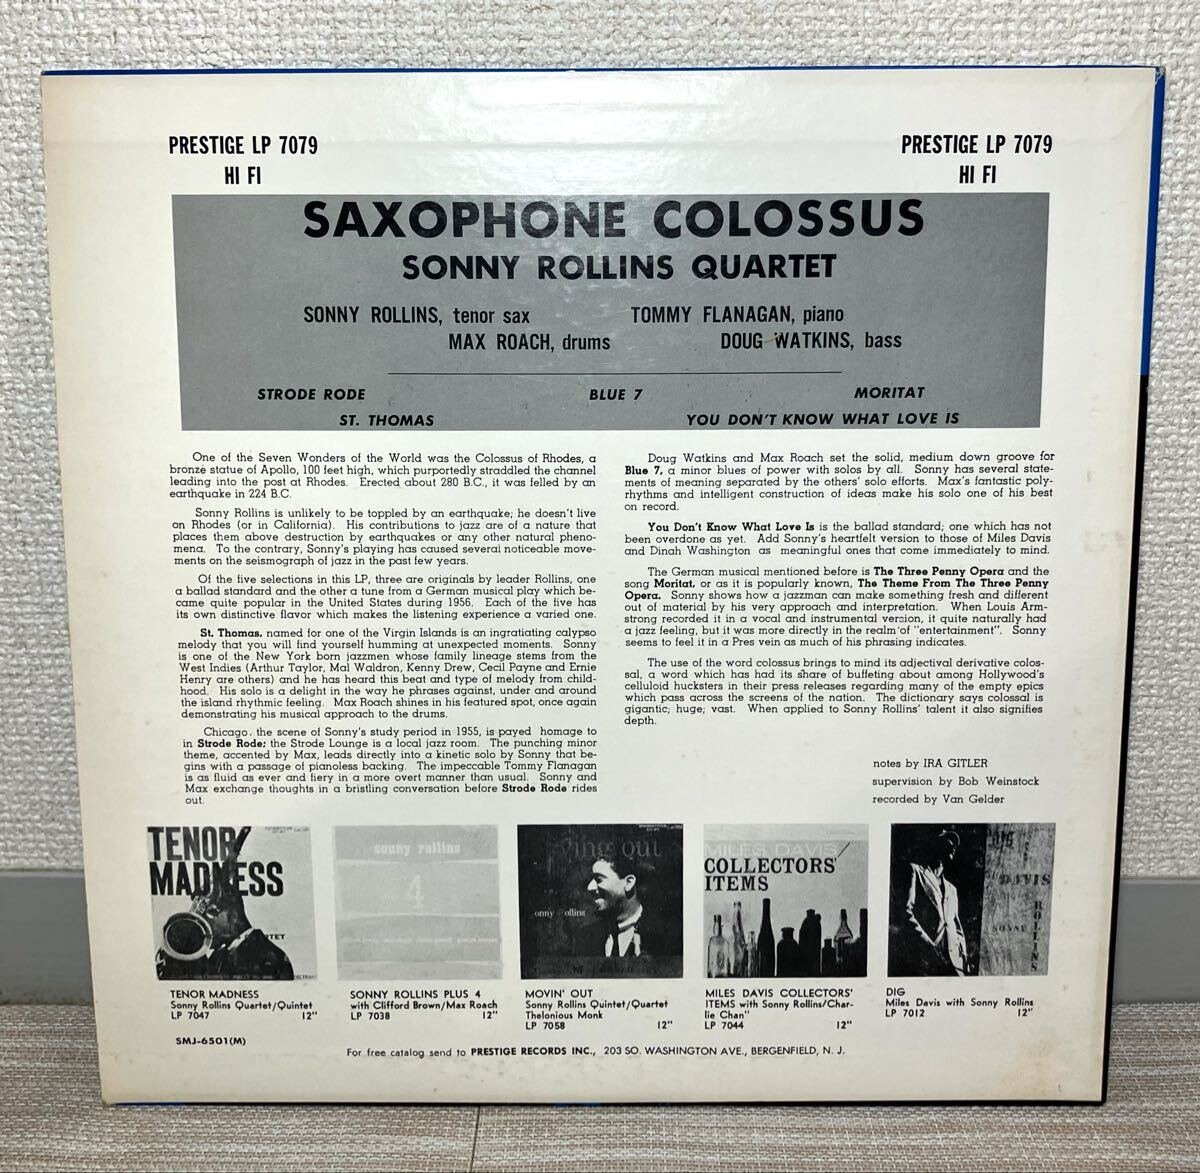 PRESTIGE LP 7079
HI FI
PRESTIGE LP 7079
HI FI
SAXOPHONE COLOSSUS
SONNY ROLLINS QUARTET
SONNY ROLLINS, tenor sax TOMMY FLANAGAN, piano
MAX ROACH, drums DOUG WATKINS, bass
STRODE RODE BLUE 7 MORITAT
ST. THOMAS YOU DON'T KNOW WHAT LOVE IS
One of the Seven Wonders of the World was the Colossus of Rhodes, a
bronze statue of Apollo, 100 feet high, which purportedly straddled the channel
leading into the post at Rhodes. Erected about 280 B.C., it was felled by an
earthquake in 224 B.C.
Sonny Rollins is unlikely to be toppled by an earthquake; he doesn't live
on Rhodes (or in California). His contributions to jazz are of a nature that
places them above destruction by earthquakes or any other natural pheno-
mena. To the contrary, Sonny's playing has caused several noticeable move-
ments on the seismograph of jazz in the past few years.
Of the five selections in this LP, three are originals by leader Rollins, one
a ballad standard and the other a tune from a German musical play which be-
came quite popular in the United States during 1956. Each of the five has
its own distinctive flavor which makes the listening experience a varied one.
St. Thomas, named for one of the Virgin Islands is an ingratiating calypso
melody that you will find yourself humming at unexpected moments. Sonny
is one of the New York born jazzmen whose family lineage stems from the
West Indies (Arthur Taylor, Mal Waldron, Kenny Drew, Cecil Payne and Ernie
Henry are others) and he has heard this beat and type of melody from child-
hood. His solo is a delight in the way he phrases against, under and around
the island rhythmic feeling. Max Roach shines in his featured spot, once again
demonstrating his musical approach to the drums.
Chicago, the scene of Sonny's study period in 1955, is payed homage to
in Strode Rode; the Strode Lounge is a local jazz room. The punching minor
theme, accented by Max, leads directly into a kinetic solo by Sonny that be-
gins with a passage of pianoless backing. The impeccable Tommy Flanagan
is as fluid as ever and fiery in a more overt manner than usual. Sonny and
Max exchange thoughts in a bristling conversation before Strode Rode rides
out.
Doug Watkins and Max Roach set the solid, medium down groove for
Blue 7, a minor blues of power with solos by all. Sonny has several state-
ments of meaning separated by the others' solo efforts. Max's fantastic poly-
rhythms and intelligent construction of ideas make his solo one of his best
on record.
You Don't Know What Love Is is the ballad standard; one which has not
been overdone as yet. Add Sonny's heartfelt version to those of Miles Davis
and Dinah Washington as meaningful ones that come immediately to mind.
The German musical mentioned before is The Three Penny Opera and the
song Moritat, or as it is popularly known, The Theme From The Three Penny
Opera. Sonny shows how a jazzman can make something fresh and different
out of material by his very approach and interpretation. When Louis Arm-
strong recorded it in a vocal and instrumental version, it quite naturally had
a jazz feeling, but it was more directly in the realm of "entertainment". Sonny
seems to feel it in a Pres vein as much of his phrasing indicates.
The use of the word colossus brings to mind its adjectival derivative colos-
sal, a word which has had its share of buffeting about among Hollywood's
celluloid hucksters in their press releases regarding many of the empty epics
which pass across the screens of the nation. The dictionary says colossal is
gigantic; huge; vast. When applied to Sonny Rollins' talent it also signifies
depth.
notes by IRA GITLER
supervision by Bob Weinstock
recorded by Van Gelder
TENOR
MADNESS
sonny rollins
4
ving out
onny ollins
MILES DAVIS
COLLECTORS'
ITEMS
DIG
DAVIS
SONNY
ROLLINS
TENOR MADNESS
Sonny Rollins Quartet/Quintet
LP 7047 12"
SONNY ROLLINS PLUS 4
with Clifford Brown/Max Roach
LP 7038 12"
MOVIN' OUT
Sonny Rollins Quintet/Quartet
Thelonious Monk
LP 7058 12"
MILES DAVIS COLLECTORS'
ITEMS with Sonny Rollins/Char-
lie Chan"
LP 7044 12"
DIG
Miles Davis with Sonny Rollins
LP 7012 12"
SMJ-6501(M)
For free catalog send to PRESTIGE RECORDS INC., 203 SO. WASHINGTON AVE., BERGENFIELD, N. J.